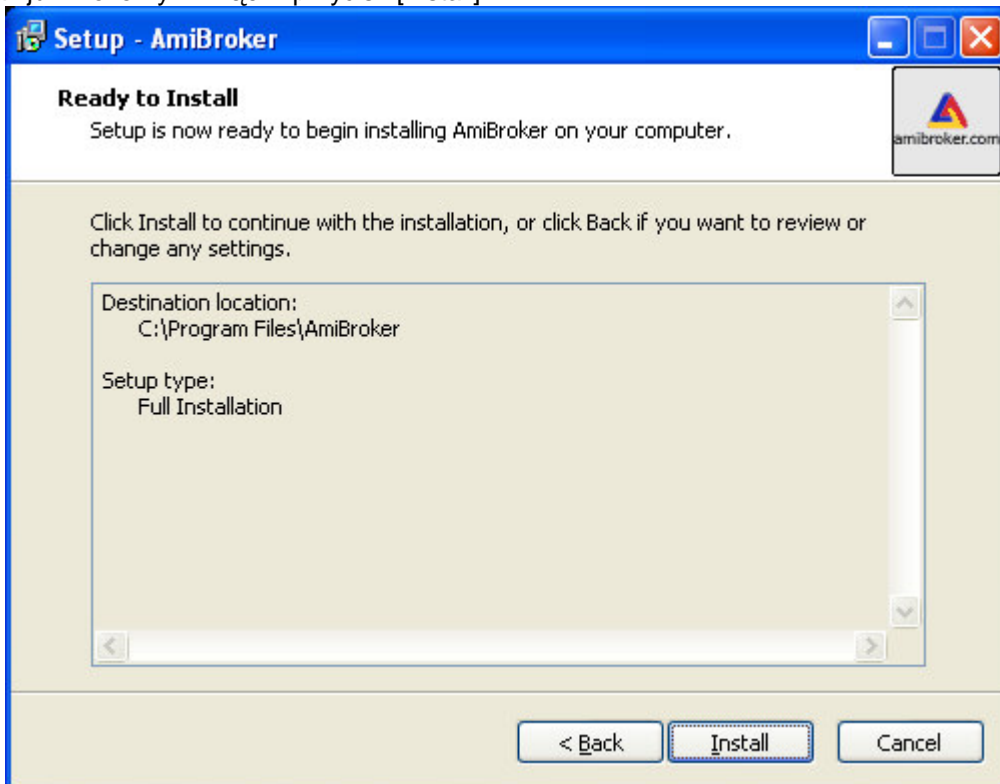 Setup - AmiBroker
Ready to Install
Setup is now ready to begin installing AmiBroker on your computer.
amibroker.com
Click Install to continue with the installation, or click Back if you want to review or
change any settings.
Destination location:
C:\Program Files\AmiBroker
Setup type:
Full Installation
< Back Install Cancel